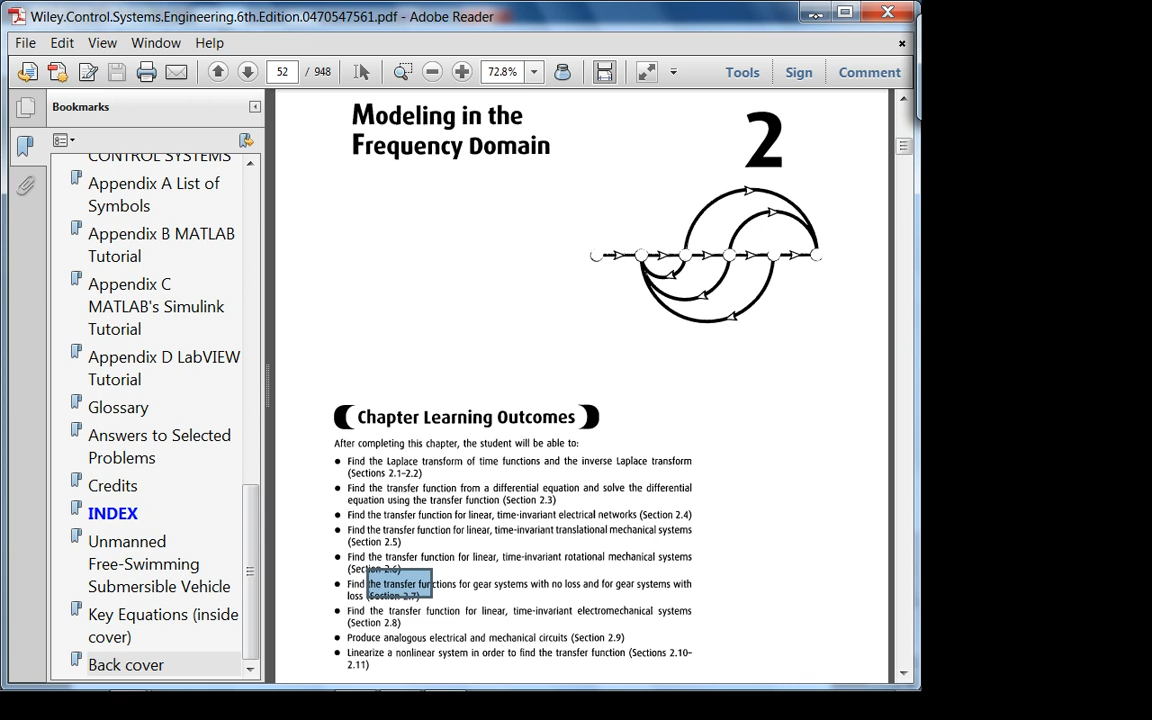 Wiley.Control.Systems.Engineering.6th.Edition.0470547561.pdf - Adobe Reader
File Edit View Window Help
52 / 948 72.8% Tools Sign Comment
Bookmarks
CONTROL SYSTEMS
Appendix A List of
Symbols
Appendix B MATLAB
Tutorial
Appendix C
MATLAB's Simulink
Tutorial
Appendix D LabVIEW
Tutorial
Glossary
Answers to Selected
Problems
Credits
INDEX
Unmanned
Free-Swimming
Submersible Vehicle
Key Equations (inside
cover)
Back cover
Modeling in the
Frequency Domain
2
Chapter Learning Outcomes
After completing this chapter, the student will be able to:
● Find the Laplace transform of time functions and the inverse Laplace transform
(Sections 2.1–2.2)
● Find the transfer function from a differential equation and solve the differential
equation using the transfer function (Section 2.3)
● Find the transfer function for linear, time-invariant electrical networks (Section 2.4)
● Find the transfer function for linear, time-invariant translational mechanical systems
(Section 2.5)
● Find the transfer function for linear, time-invariant rotational mechanical systems
(Section 2.6)
● Find the transfer functions for gear systems with no loss and for gear systems with
loss (Section 2.7)
● Find the transfer function for linear, time-invariant electromechanical systems
(Section 2.8)
● Produce analogous electrical and mechanical circuits (Section 2.9)
● Linearize a nonlinear system in order to find the transfer function (Sections 2.10–
2.11)